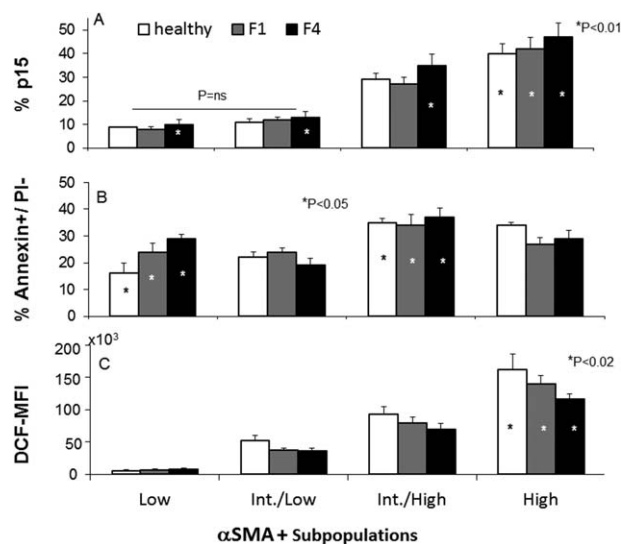 A
healthy F1 F4
*P<0.01
% p15
50
40
30
20
10
0
P=ns
* * * * * *
B
*P<0.05
% Annexin+/ PI-
50
40
30
20
10
0
* * * * * *
x10³
C
*P<0.02
DCF-MFI
200
150
100
50
0
* * *
Low Int./Low Int./High High
αSMA+ Subpopulations